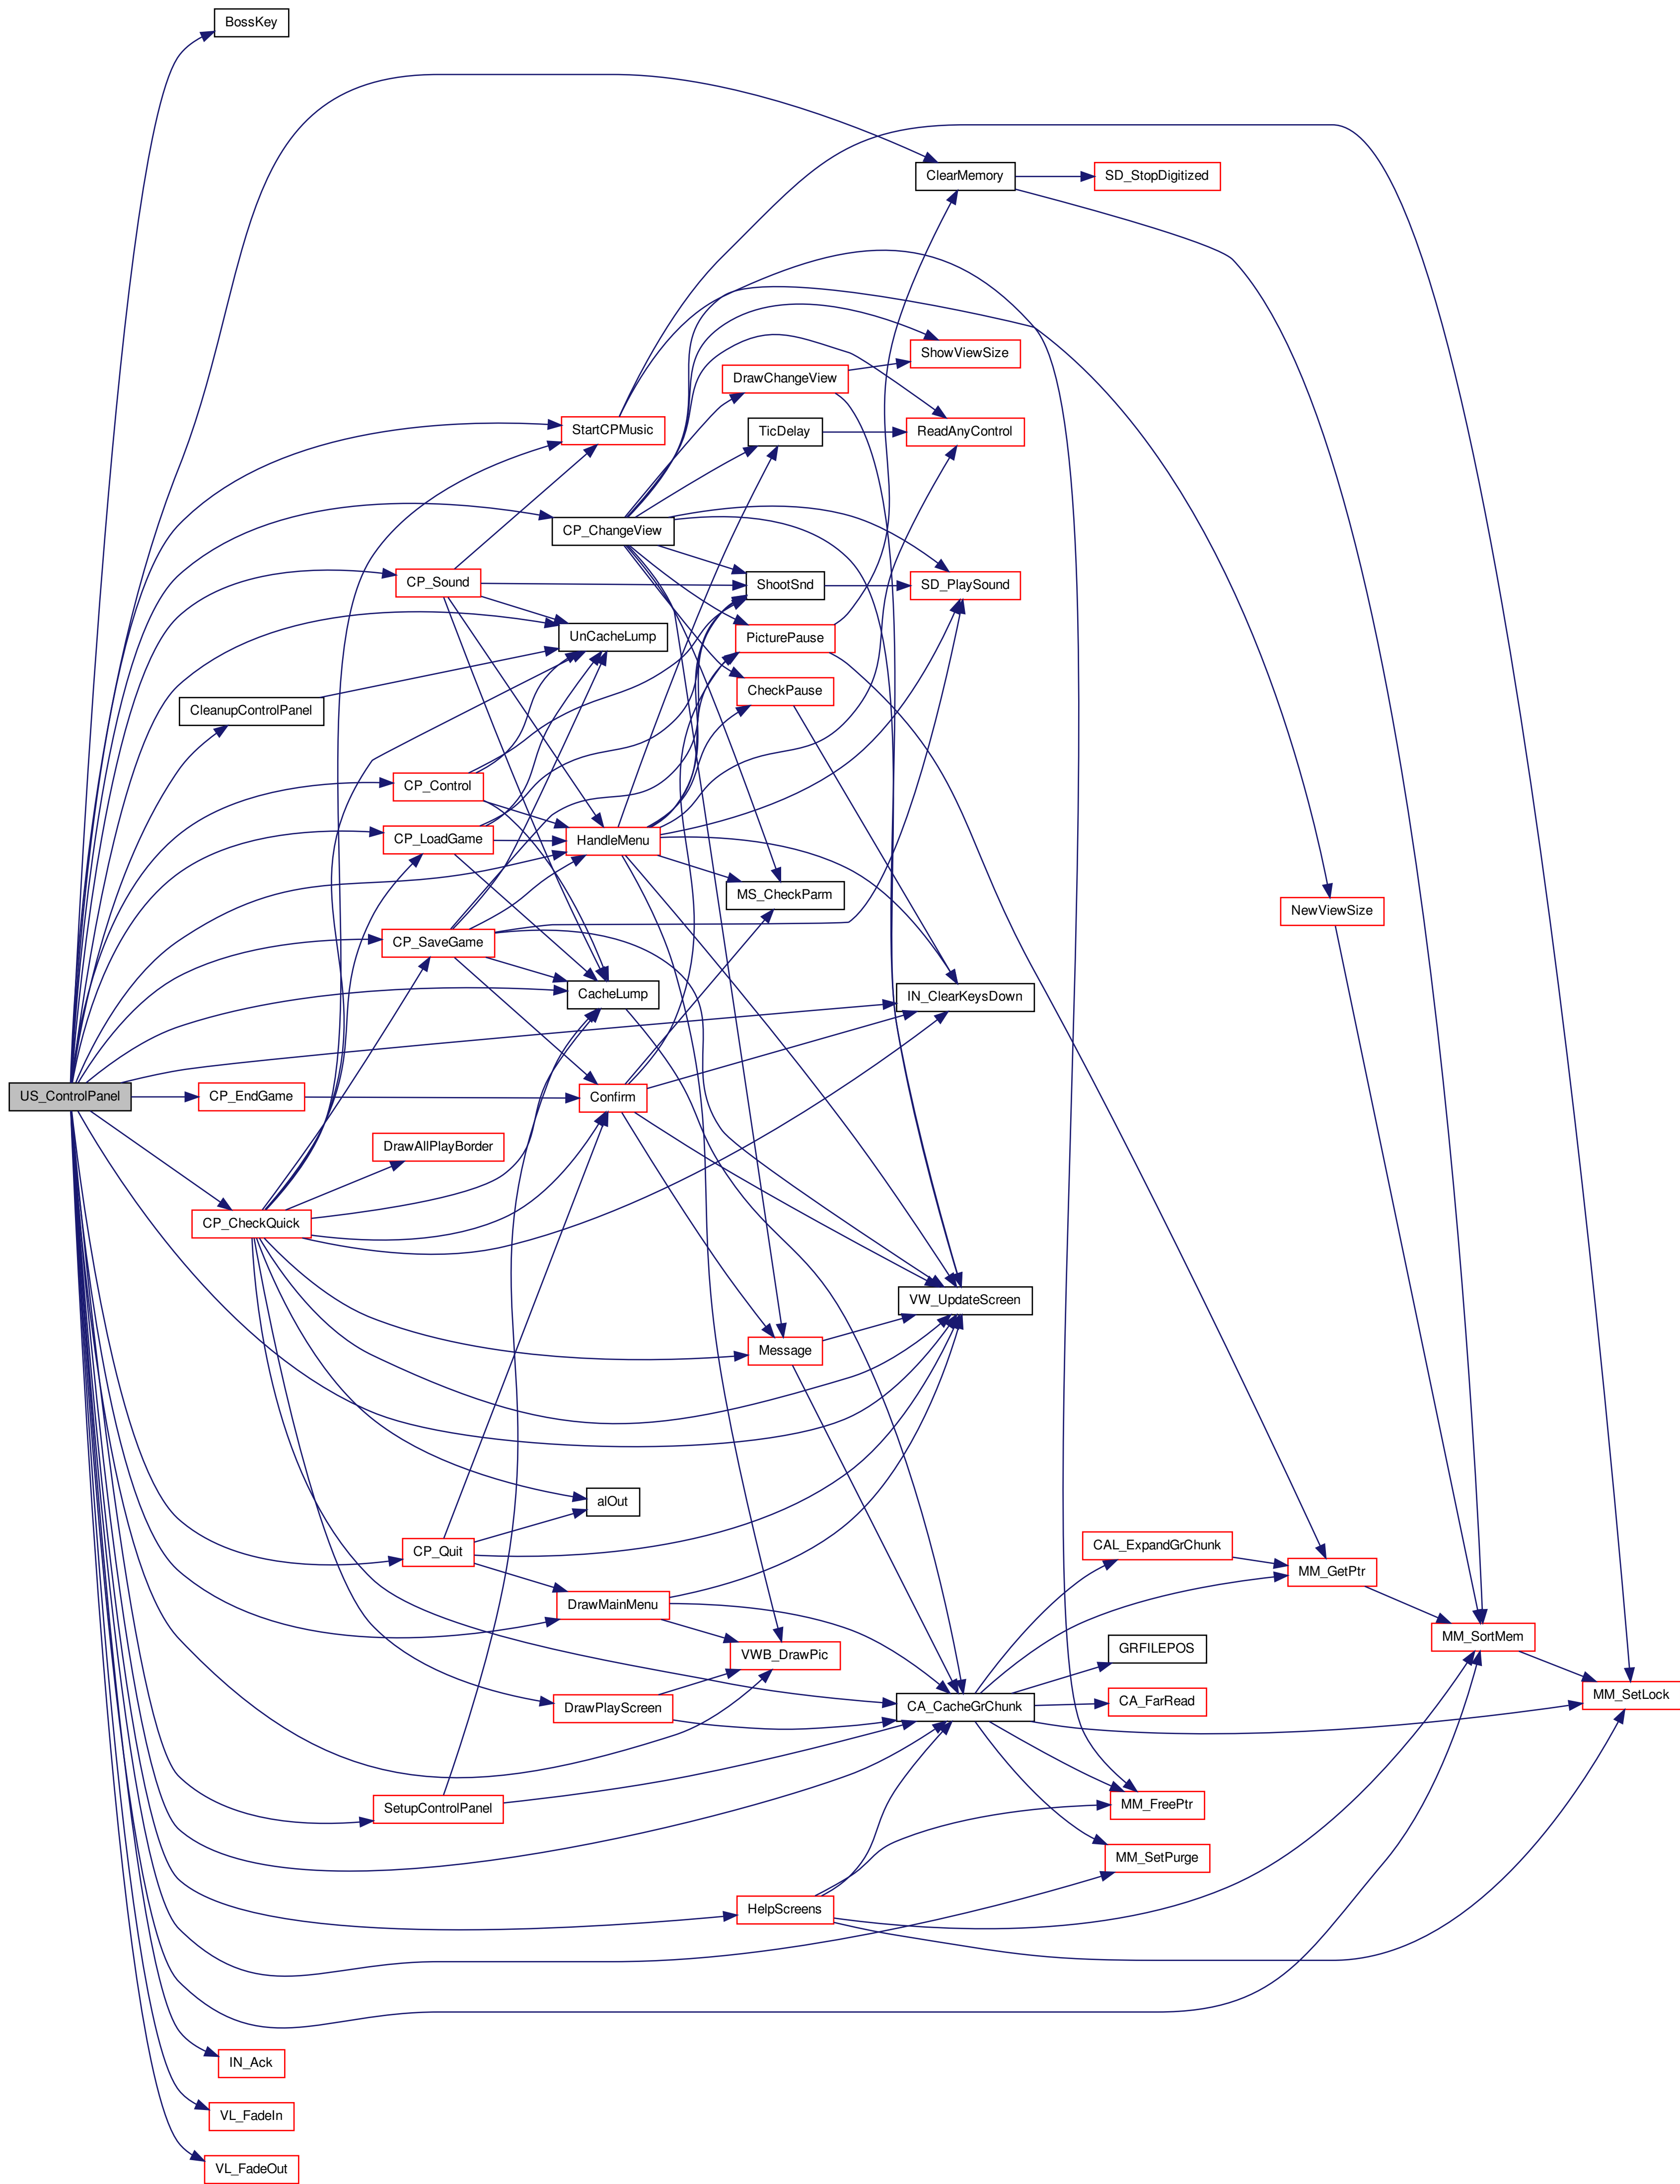 BossKey
ClearMemory
SD_StopDigitized
ShowViewSize
DrawChangeView
StartCPMusic
TicDelay
ReadAnyControl
CP_ChangeView
CP_Sound
ShootSnd
SD_PlaySound
UnCacheLump
PicturePause
CheckPause
CleanupControlPanel
CP_Control
CP_LoadGame
HandleMenu
MS_CheckParm
NewViewSize
CP_SaveGame
CacheLump
IN_ClearKeysDown
US_ControlPanel
CP_EndGame
Confirm
DrawAllPlayBorder
CP_CheckQuick
VW_UpdateScreen
Message
alOut
CP_Quit
CAL_ExpandGrChunk
MM_GetPtr
DrawMainMenu
MM_SortMem
GRFILEPOS
VWB_DrawPic
MM_SetLock
CA_FarRead
DrawPlayScreen
CA_CacheGrChunk
SetupControlPanel
MM_FreePtr
MM_SetPurge
HelpScreens
IN_Ack
VL_FadeIn
VL_FadeOut